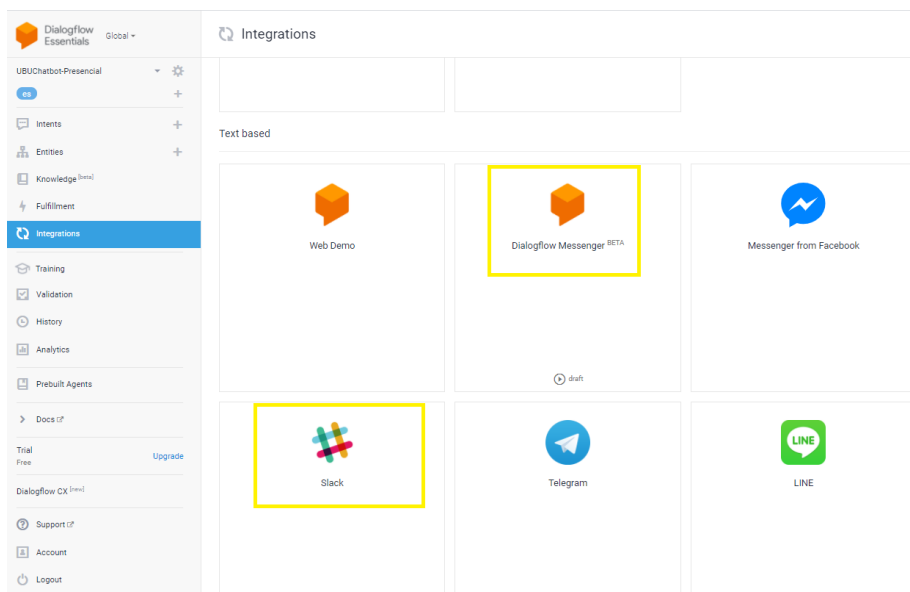 Dialogflow
Essentials
Global
Integrations
UBUChatbot-Presencial
es
Intents
Entities
Knowledge [beta]
Fulfillment
Integrations
Training
Validation
History
Analytics
Prebuilt Agents
Docs
Trial
Free
Upgrade
Dialogflow CX [new]
Support
Account
Logout
Text based
Web Demo
Dialogflow Messenger BETA
Messenger from Facebook
draft
Slack
Telegram
LINE
LINE